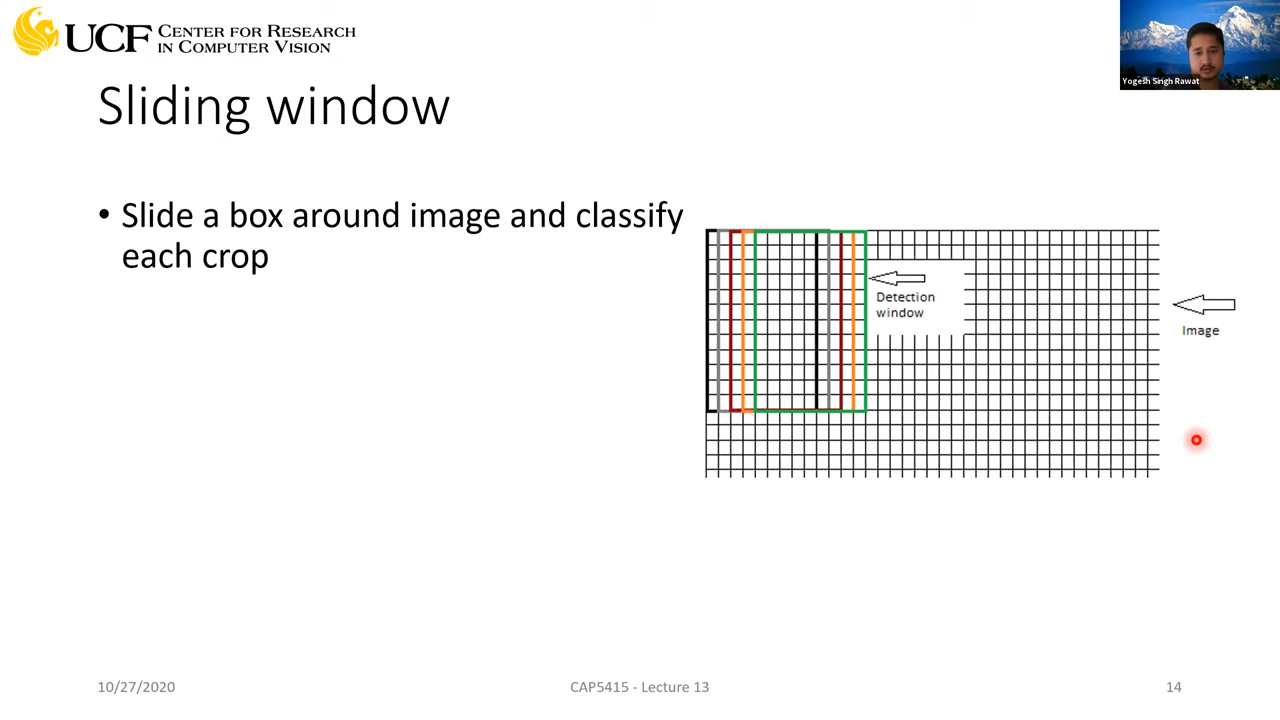 UCF CENTER FOR RESEARCH
IN COMPUTER VISION
Yogesh Singh Rawat
Sliding window
• Slide a box around image and classify
each crop
Detection
window
Image
10/27/2020
CAP5415 - Lecture 13
14